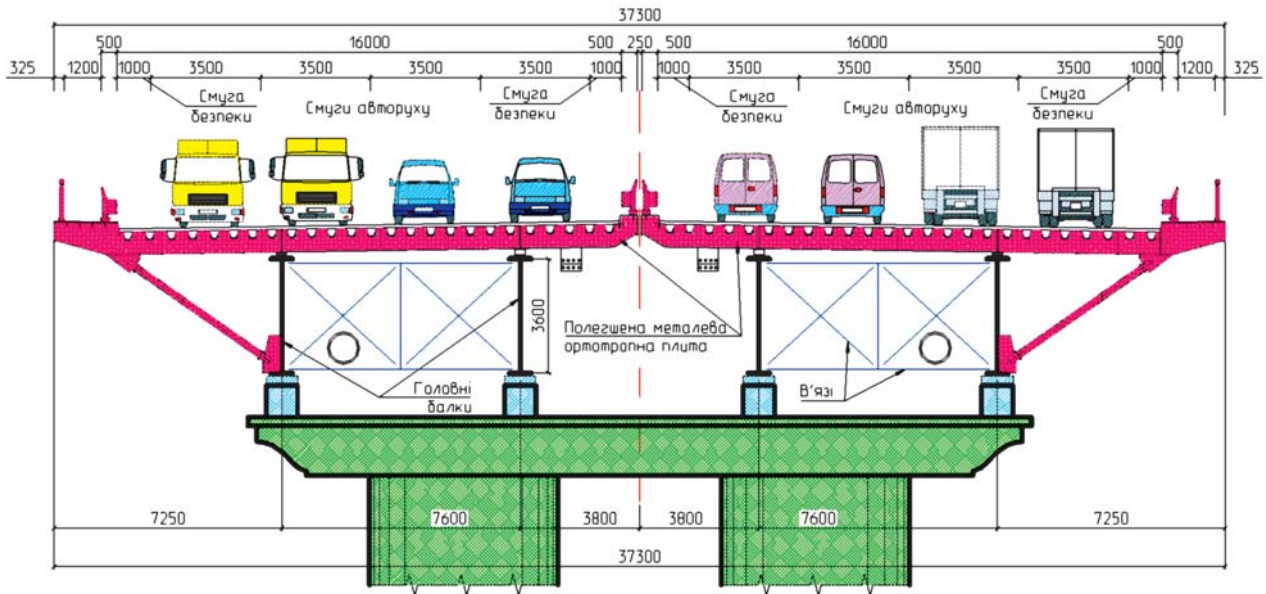 37300
500 16000 500 250 500 16000 500
325 1200 1000 3500 3500 3500 3500 1000 1000 3500 3500 3500 3500 1000 1200 325
Смуга
безпеки
Смуги авторуху
Смуга
безпеки
Смуга
безпеки
Смуги авторуху
Смуга
безпеки
3600
Полегшена металева
ортотропна плита
Головні
балки
В'язі
7250 7600 3800 3800 7600 7250
37300